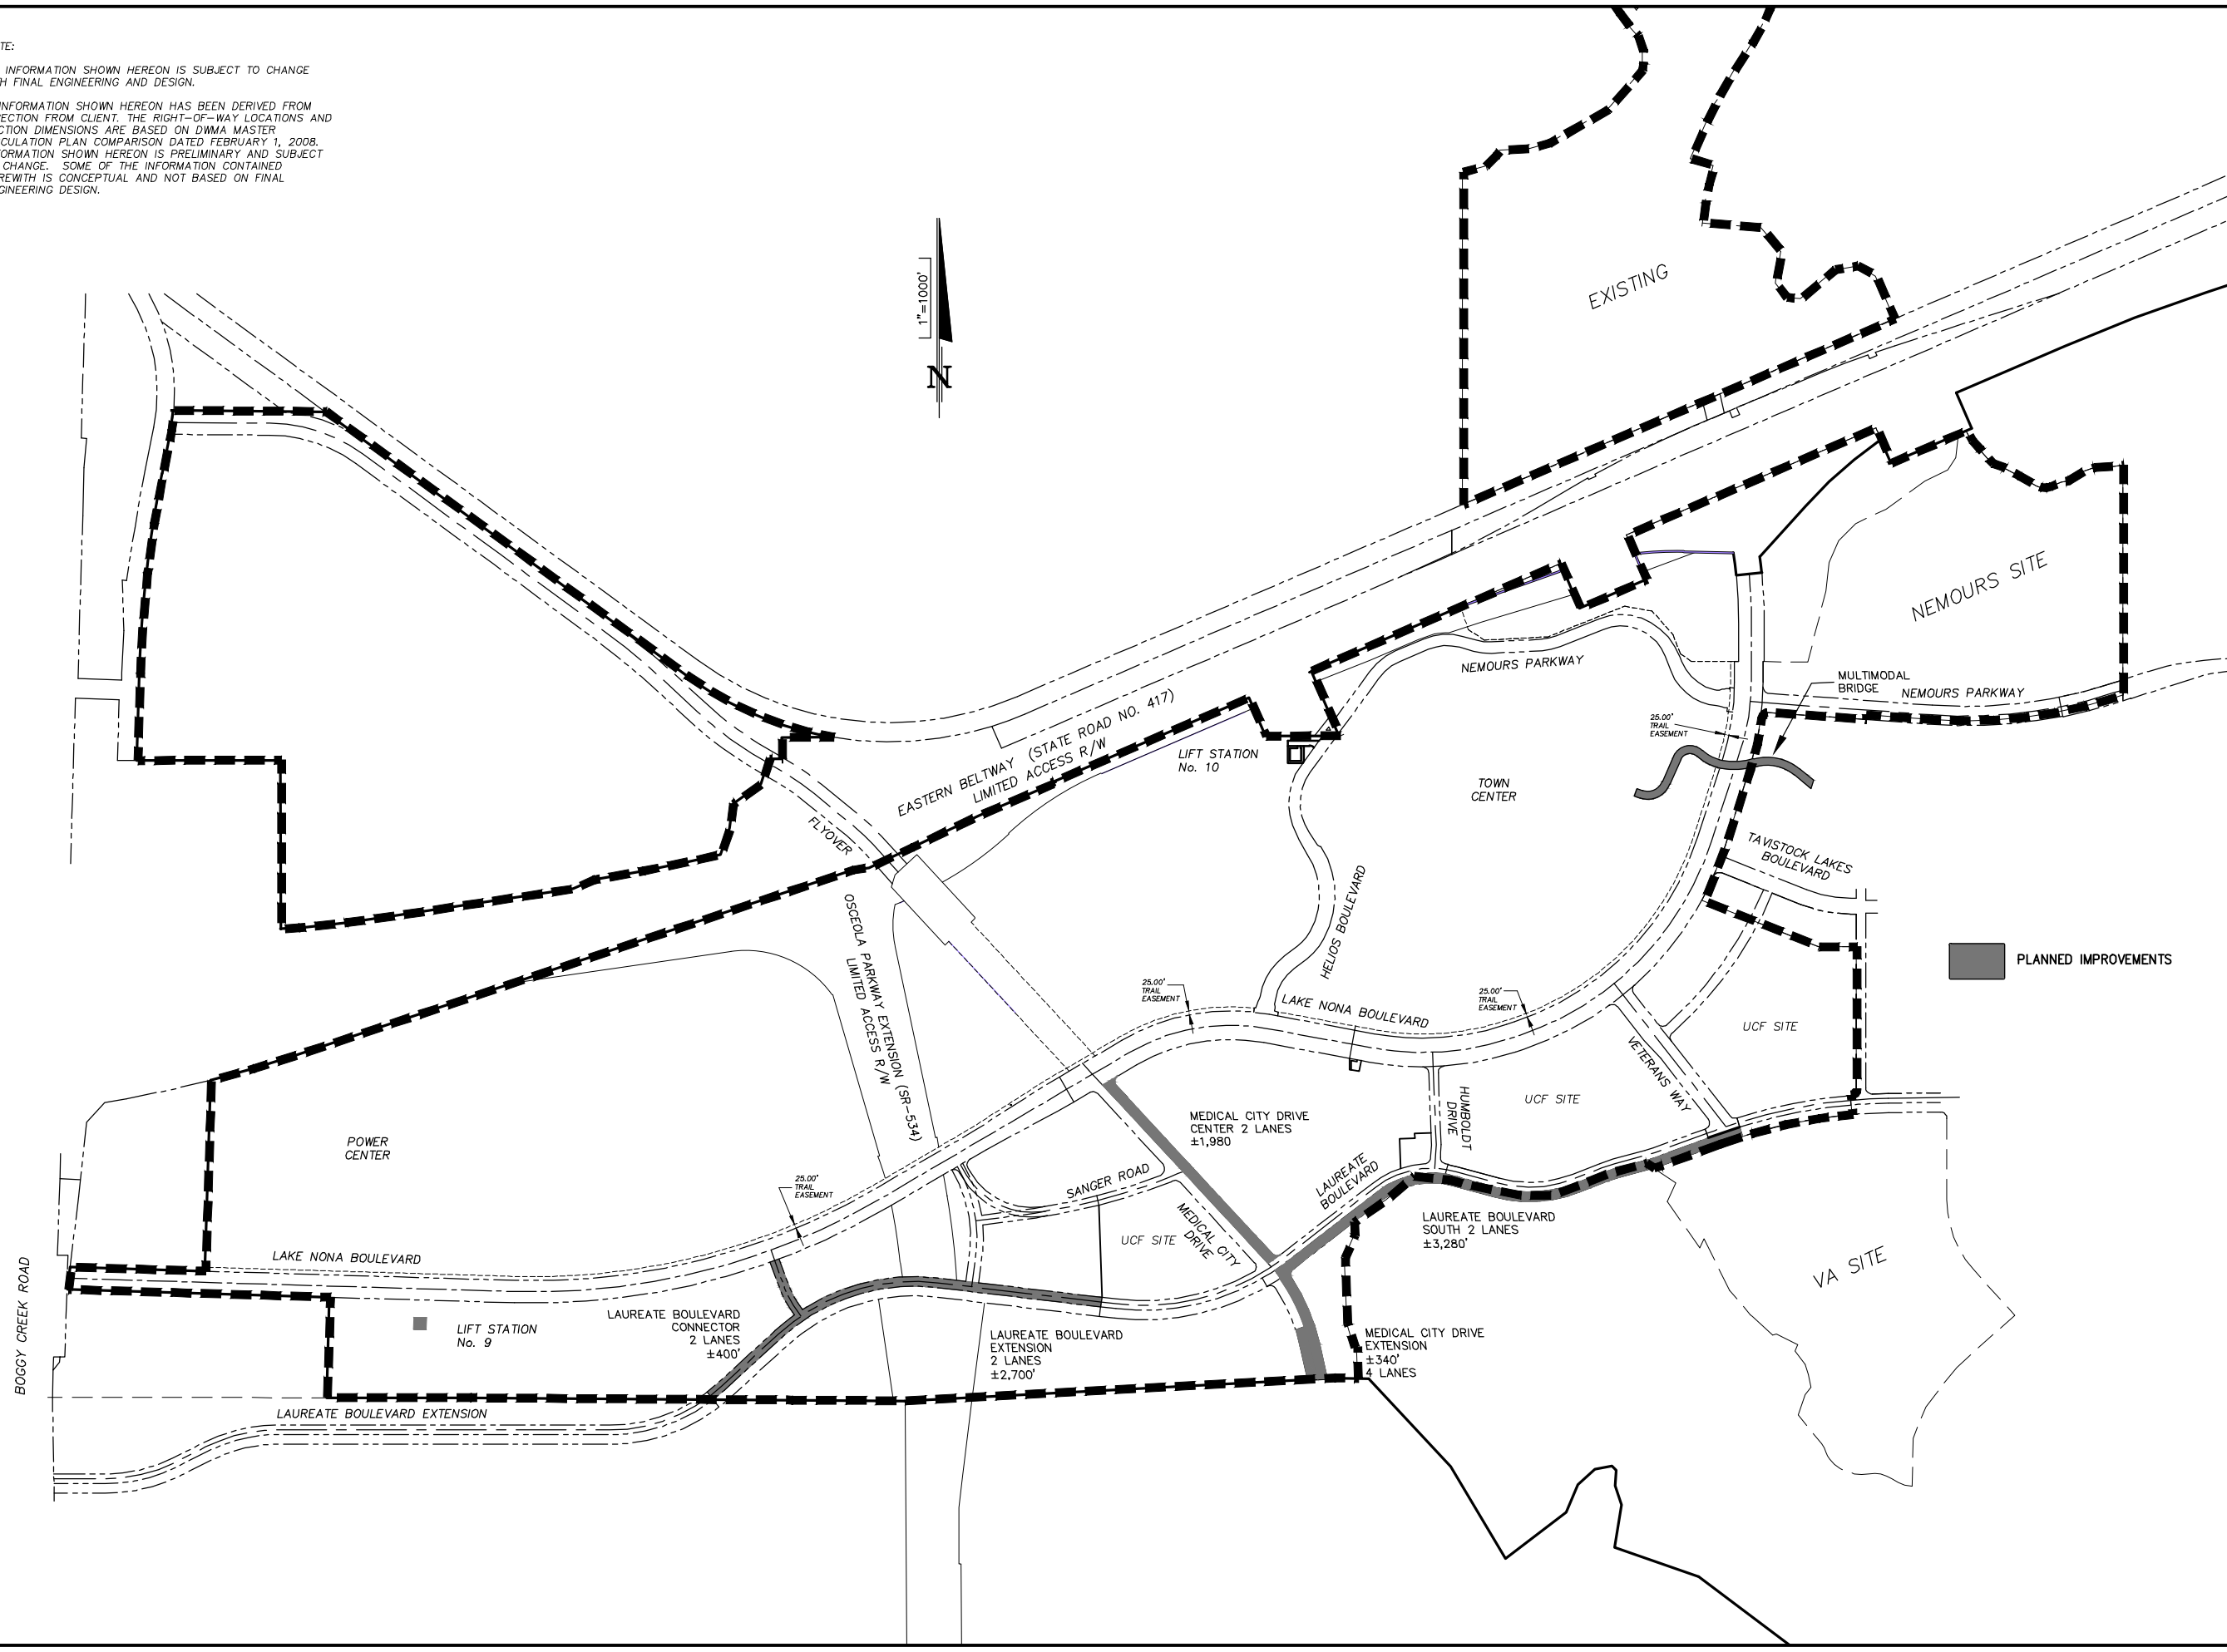 TE:
INFORMATION SHOWN HEREON IS SUBJECT TO CHANGE
H FINAL ENGINEERING AND DESIGN.
INFORMATION SHOWN HEREON HAS BEEN DERIVED FROM
ECTION FROM CLIENT. THE RIGHT-OF-WAY LOCATIONS AND
CTION DIMENSIONS ARE BASED ON DWMA MASTER
CULATION PLAN COMPARISON DATED FEBRUARY 1, 2008.
FORMATION SHOWN HEREON IS PRELIMINARY AND SUBJECT
CHANGE. SOME OF THE INFORMATION CONTAINED
REWITH IS CONCEPTUAL AND NOT BASED ON FINAL
GINEERING DESIGN.
1"=1000'
N
EXISTING
NEMOURS SITE
NEMOURS PARKWAY
MULTIMODAL
BRIDGE
NEMOURS PARKWAY
25.00'
TRAIL
EASEMENT
EASTERN BELTWAY (STATE ROAD NO. 417)
LIMITED ACCESS R/W
LIFT STATION
No. 10
TOWN
CENTER
FLYOVER
TAVISTOCK LAKES
BOULEVARD
OSCEOLA PARKWAY EXTENSION (SR-534)
LIMITED ACCESS R/W
HELIOS BOULEVARD
PLANNED IMPROVEMENTS
25.00'
TRAIL
EASEMENT
LAKE NONA BOULEVARD
25.00'
TRAIL
EASEMENT
UCF SITE
VETERANS WAY
UCF SITE
HUMBOLDT
DRIVE
MEDICAL CITY DRIVE
CENTER 2 LANES
±1,980
POWER
CENTER
SANGER ROAD
LAUREATE
BOULEVARD
25.00'
TRAIL
EASEMENT
MEDICAL CITY
DRIVE
UCF SITE
LAUREATE BOULEVARD
SOUTH 2 LANES
±3,280'
LAKE NONA BOULEVARD
VA SITE
BOGGY CREEK ROAD
LIFT STATION
No. 9
LAUREATE BOULEVARD
CONNECTOR
2 LANES
±400'
LAUREATE BOULEVARD
EXTENSION
2 LANES
±2,700'
MEDICAL CITY DRIVE
EXTENSION
±340'
4 LANES
LAUREATE BOULEVARD EXTENSION